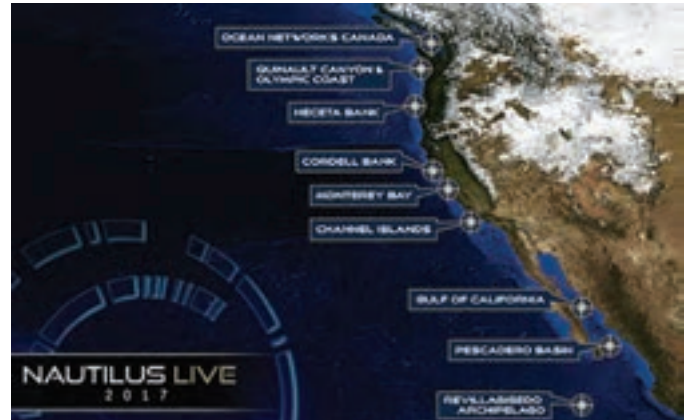 OCEAN NETWORKS CANADA
QUINAULT CANYON &
OLYMPIC COAST
HECETA BANK
CORDELL BANK
MONTEREY BAY
CHANNEL ISLANDS
GULF OF CALIFORNIA
PESCADERO BASIN
REVILLAGIGEDO
ARCHIPELAGO
NAUTILUS LIVE
2017